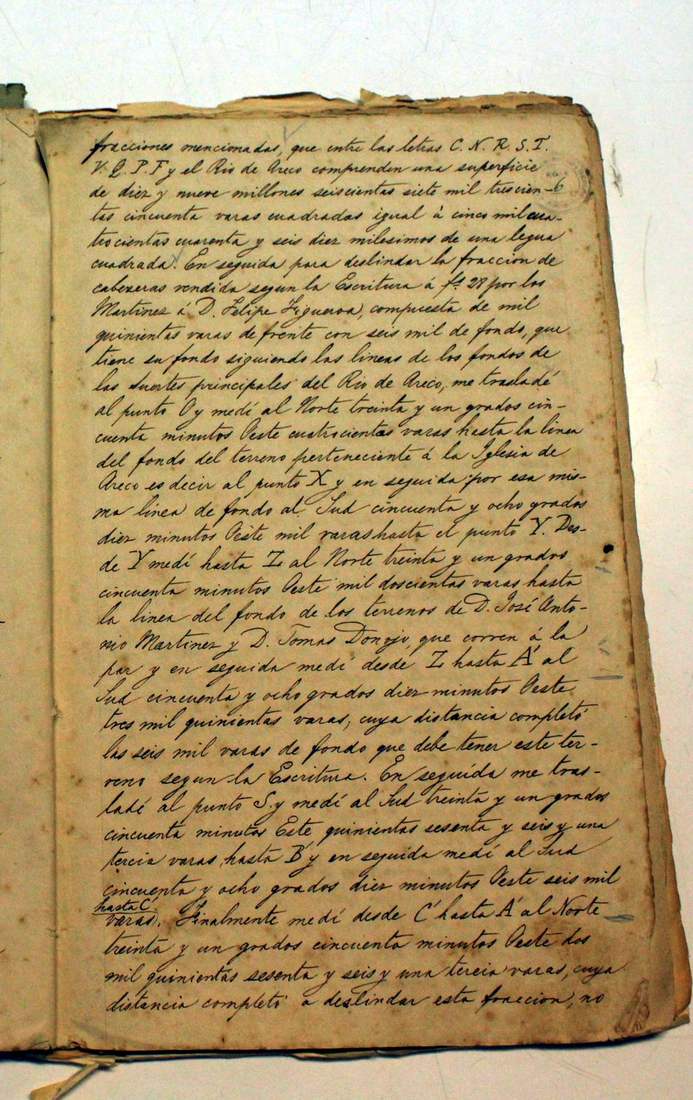 fracciones mencionadas, que entre las letras C. N. R. S. T.
V. Q. P. F y el Rio de Areco comprenden una superficie
de diez y nueve millones seiscientas siete mil trescien-
tas cincuenta varas cuadradas igual á cinco mil cua-
trocientas cuarenta y seis diez milesimos de una legua
cuadrada. En seguida para deslindar la fraccion de
cabezeras vendida segun la Escritura á fs. 28 por los
Martinez á D. Felipe Figueroa, compuesta de mil
quinientas varas de frente con seis mil de fondo, que
tiene su fondo siguiendo las lineas de los fondos de
las suertes principales del Rio de Areco, me trasladé
al punto O y medí al Norte treinta y un grados cin-
cuenta minutos Oeste cuatrocientas varas hasta la linea
del fondo del terreno perteneciente á la Iglesia de
Areco es decir al punto X y en seguida por esa mis-
ma linea de fondo al Sud cincuenta y ocho grados
diez minutos Oeste mil varas hasta el punto Y. Des-
de Y medí hasta Z al Norte treinta y un grados
cincuenta minutos Oeste mil doscientas varas hasta
la linea del fondo de los terrenos de D. José Anto-
nio Martinez y D. Tomas Donojo, que corren á la
par y en seguida medí desde Z hasta A' al
Sud cincuenta y ocho grados diez minutos Oeste,
tres mil quinientas varas, cuya distancia completó
las seis mil varas de fondo que debe tener este ter-
reno segun la Escritura. En seguida me tras-
ladé al punto S. y medí al Sud treinta y un grados
cincuenta minutos Este quinientas sesenta y seis y una
tercia varas, hasta B' y en seguida medí al Sud
cincuenta y ocho grados diez minutos Oeste seis mil
hasta C'
varas. Finalmente medí desde C' hasta A' al Norte
treinta y un grados cincuenta minutos Oeste dos
mil quinientas sesenta y seis y una tercia varas, cuya
distancia completó a deslindar esta fraccion, no